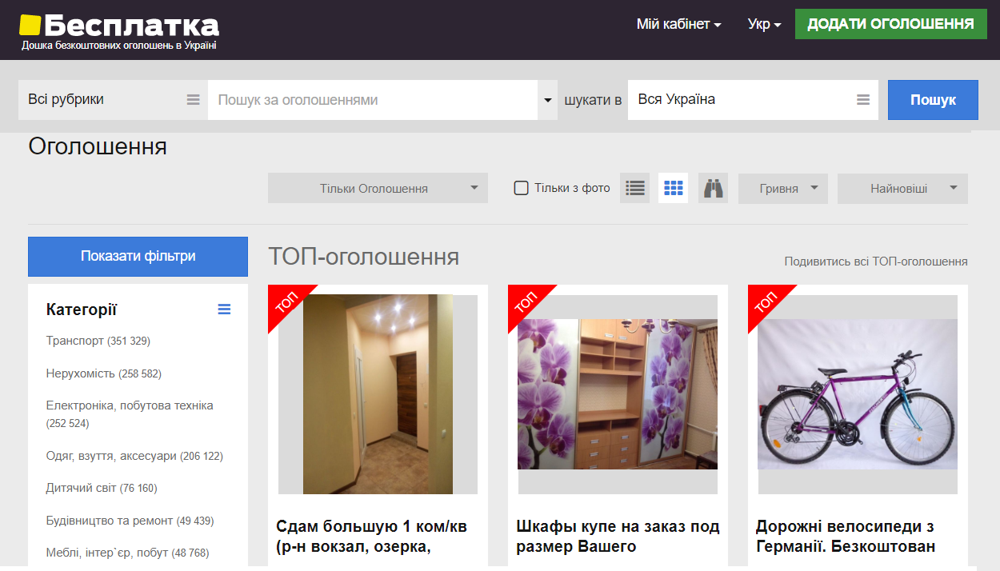 Бесплатка
Дошка безкоштовних оголошень в Україні
Мій кабінет
Укр
ДОДАТИ ОГОЛОШЕННЯ
Всі рубрики
Пошук за оголошеннями
шукати в
Вся Україна
Пошук
Оголошення
Тільки Оголошення
Тільки з фото
Гривня
Найновіші
Показати фільтри
ТОП-оголошення
Подивитись всі ТОП-оголошення
Категорії
Транспорт (351 329)
Нерухомість (258 582)
Електроніка, побутова техніка
(252 524)
Одяг, взуття, аксесуари (206 122)
Дитячий світ (76 160)
Будівництво та ремонт (49 439)
Меблі, інтер`єр, побут (48 768)
ТОП
Сдам большую 1 ком/кв
(р-н вокзал, озерка,
ТОП
Шкафы купе на заказ под
размер Вашего
ТОП
Дорожні велосипеди з
Германії. Безкоштован